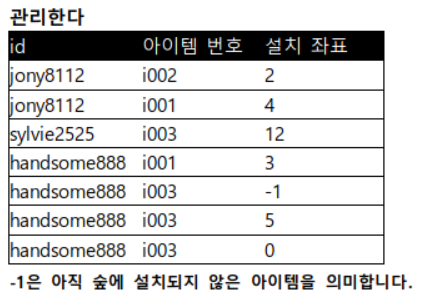 관리한다
id 아이템 번호 설치 좌표
jony8112 i002 2
jony8112 i001 4
sylvie2525 i003 12
handsome888 i001 3
handsome888 i003 -1
handsome888 i003 5
handsome888 i003 0
-1은 아직 숲에 설치되지 않은 아이템을 의미합니다.